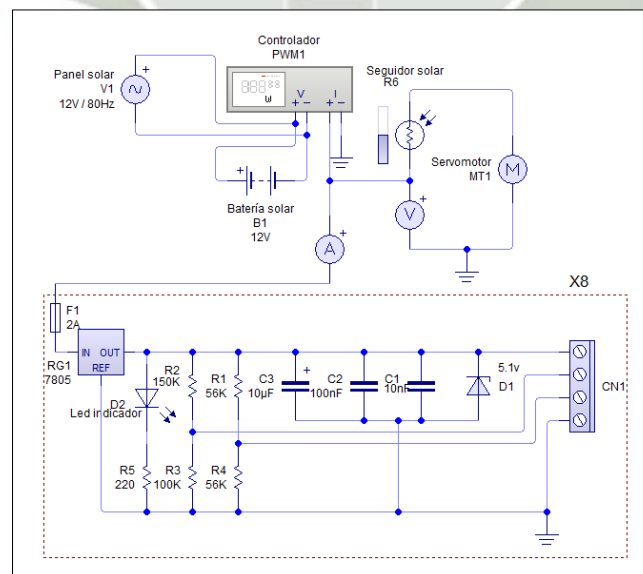 Controlador
PWM1
Panel solar
V1
12V / 80Hz
W
V
I
+ − + −
Seguidor solar
R6
Servomotor
MT1
M
Batería solar
B1
12V
V
A
X8
F1
2A
IN OUT
REF
RG1
7805
R2
150K
R1
56K
C3
10µF
C2
100nF
C1
10nF
5.1v
D1
CN1
D2
Led indicador
R5
220
R3
100K
R4
56K